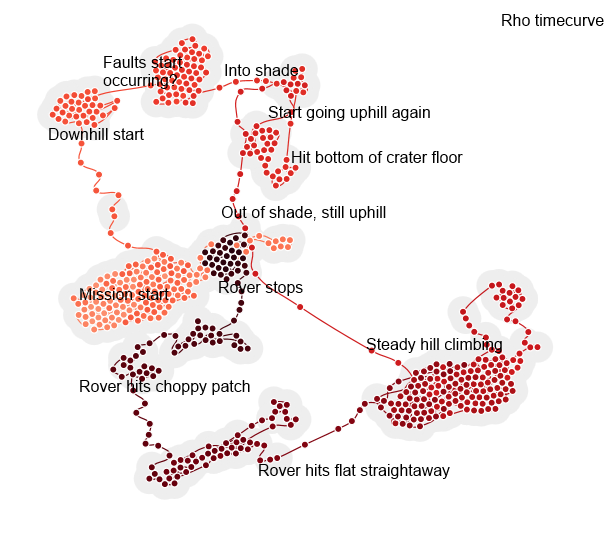 Rho timecurve
Faults start
occurring?
Into shade
Start going uphill again
Downhill start
Hit bottom of crater floor
Out of shade, still uphill
Mission start
Rover stops
Steady hill climbing
Rover hits choppy patch
Rover hits flat straightaway